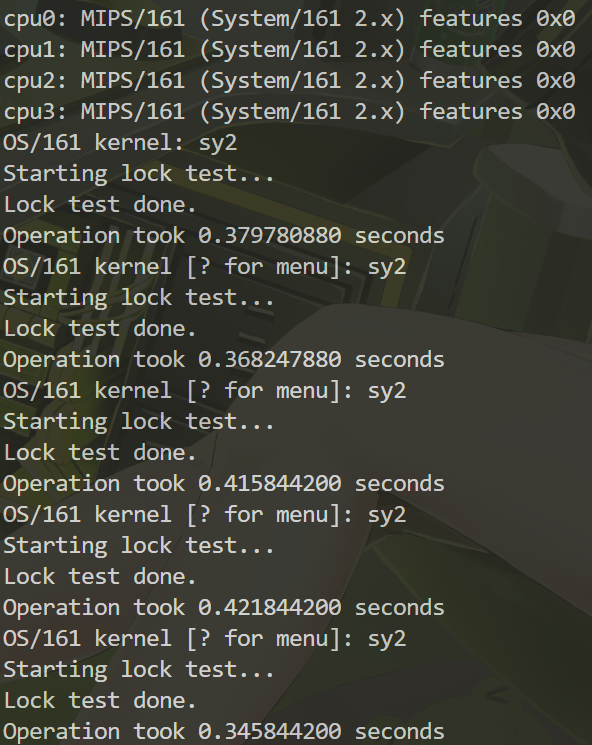 cpu0: MIPS/161 (System/161 2.x) features 0x0
cpu1: MIPS/161 (System/161 2.x) features 0x0
cpu2: MIPS/161 (System/161 2.x) features 0x0
cpu3: MIPS/161 (System/161 2.x) features 0x0
OS/161 kernel: sy2
Starting lock test...
Lock test done.
Operation took 0.379780880 seconds
OS/161 kernel [? for menu]: sy2
Starting lock test...
Lock test done.
Operation took 0.368247880 seconds
OS/161 kernel [? for menu]: sy2
Starting lock test...
Lock test done.
Operation took 0.415844200 seconds
OS/161 kernel [? for menu]: sy2
Starting lock test...
Lock test done.
Operation took 0.421844200 seconds
OS/161 kernel [? for menu]: sy2
Starting lock test...
Lock test done.
Operation took 0.345844200 seconds